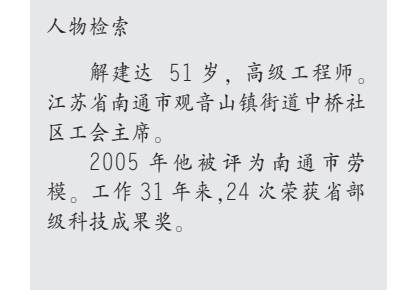 人物检索
解建达 51 岁，高级工程师。
江苏省南通市观音山镇街道中桥社
区工会主席。
2005 年他被评为南通市劳
模。工作 31 年来,24 次荣获省部
级科技成果奖。